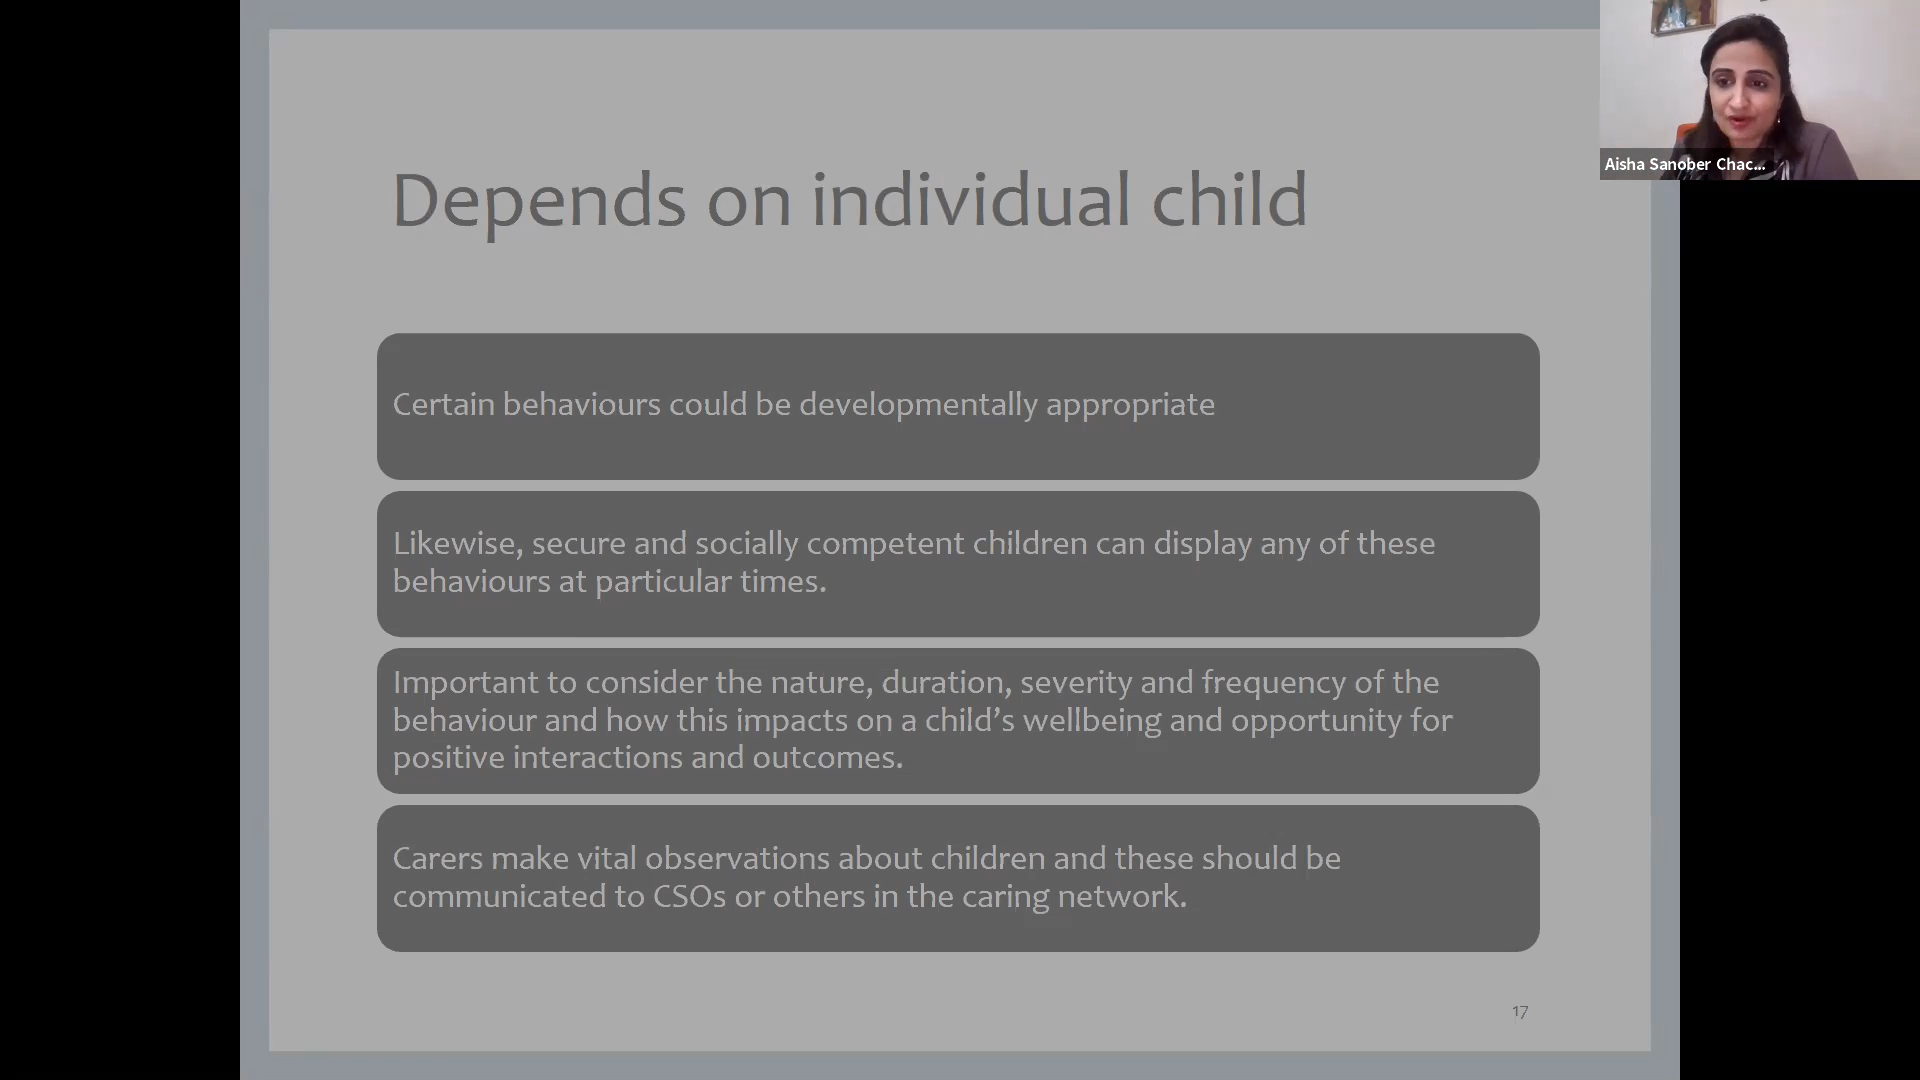 Depends on individual child
Certain behaviours could be developmentally appropriate
Likewise, secure and socially competent children can display any of these
behaviours at particular times.
Important to consider the nature, duration, severity and frequency of the
behaviour and how this impacts on a child’s wellbeing and opportunity for
positive interactions and outcomes.
Carers make vital observations about children and these should be
communicated to CSOs or others in the caring network.
17
Aisha Sanober Chac...